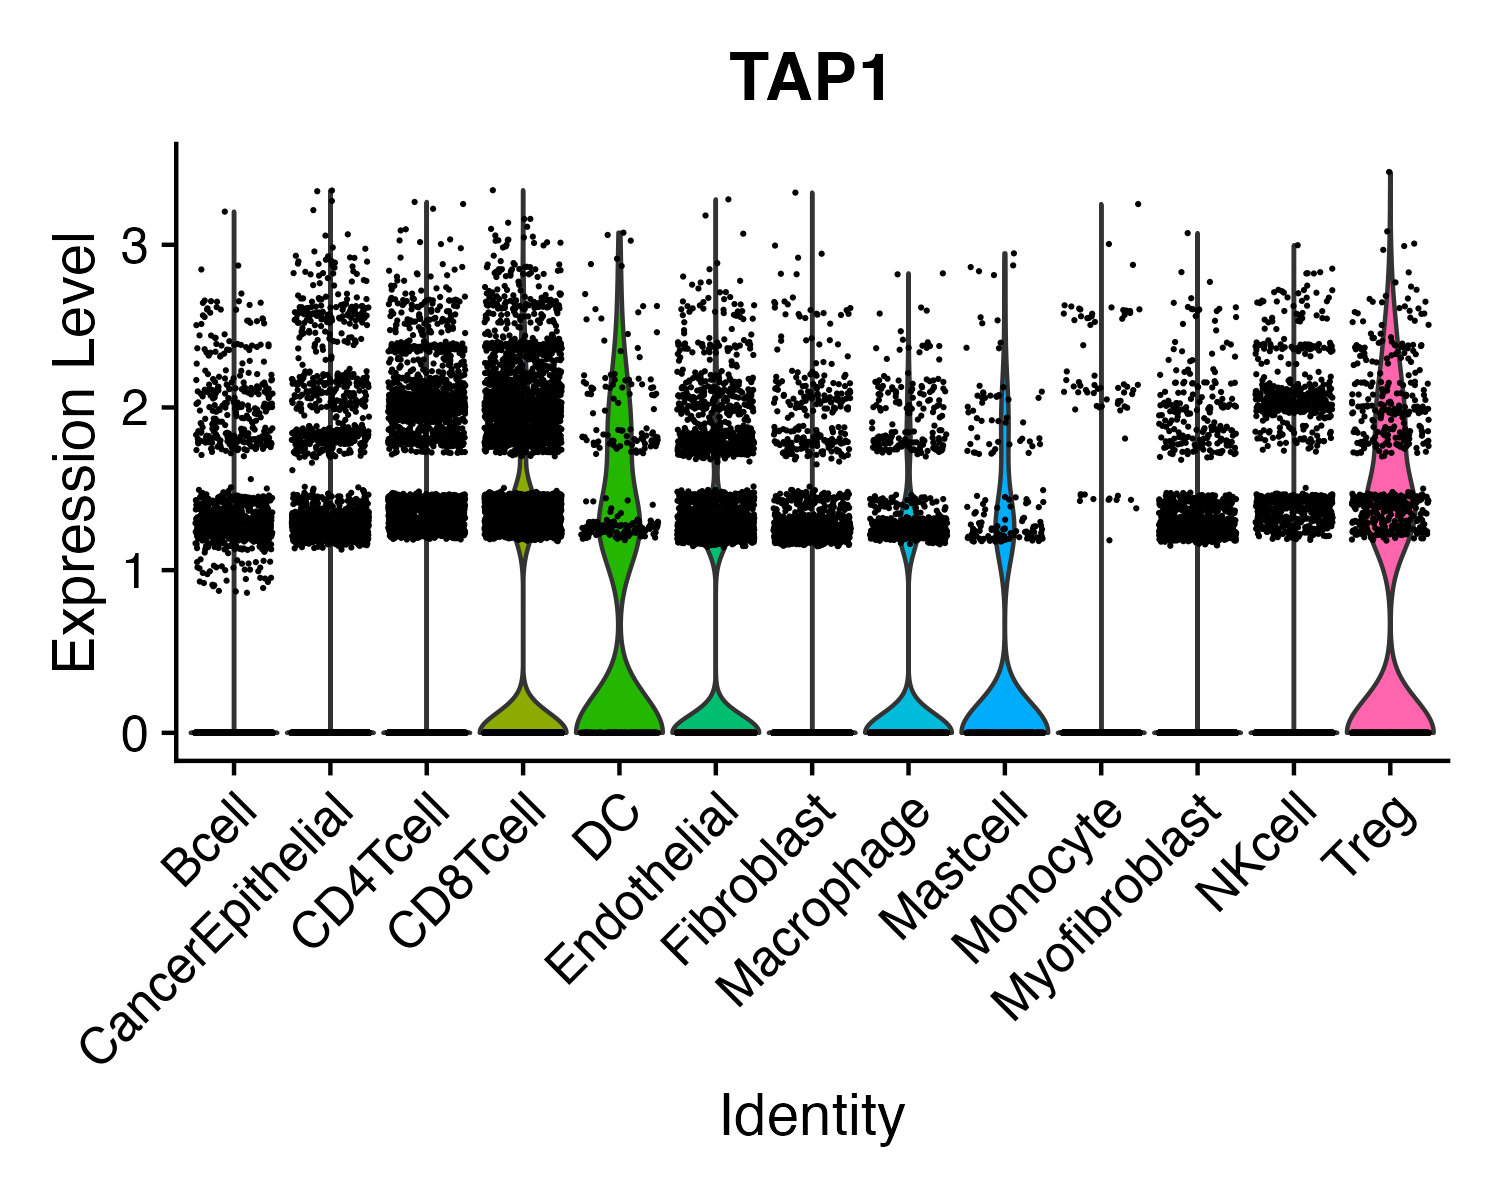 TAP1
Expression Level
3
2
1
0
Bcell
CancerEpithelial
CD4Tcell
CD8Tcell
DC
Endothelial
Fibroblast
Macrophage
Mastcell
Monocyte
Myofibroblast
NKcell
Treg
Identity